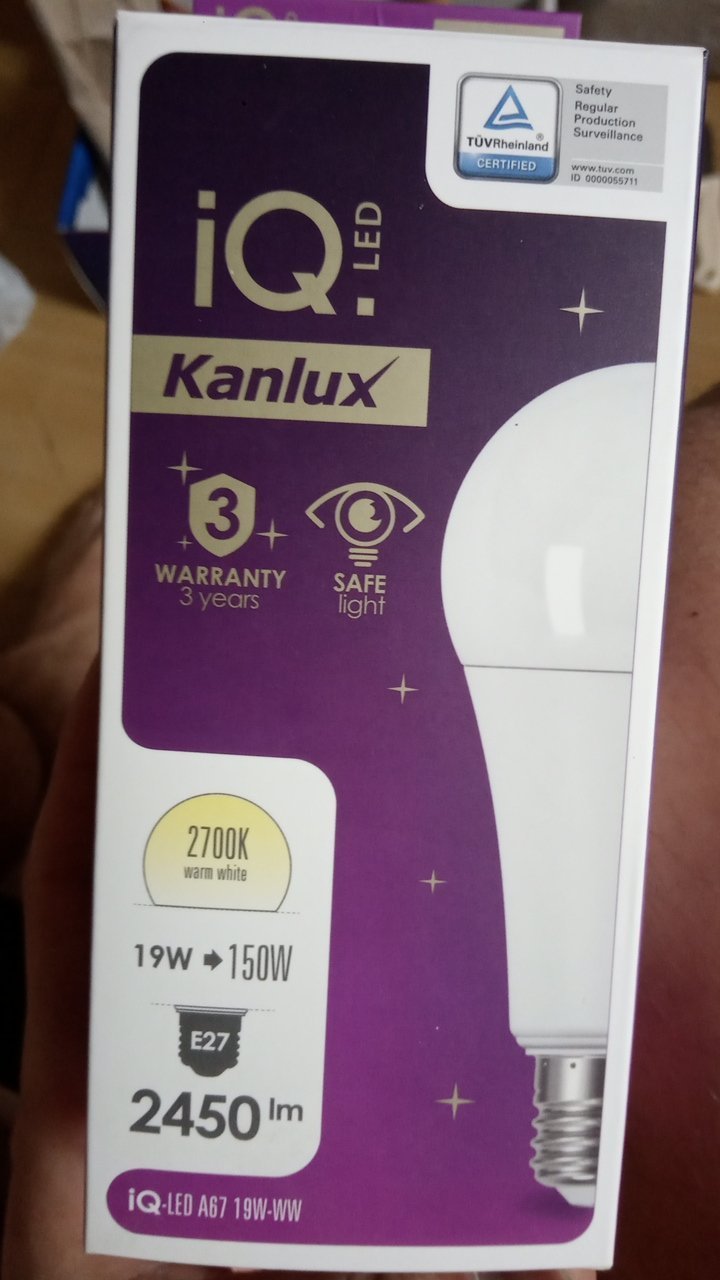 TÜVRheinland®
CERTIFIED
Safety
Regular
Production
Surveillance
www.tuv.com
ID 0000055711
iQ.LED
Kanlux
3
WARRANTY
3 years
SAFE
light
2700K
warm white
19W 150W
E27
2450 lm
iQ-LED A67 19W-WW